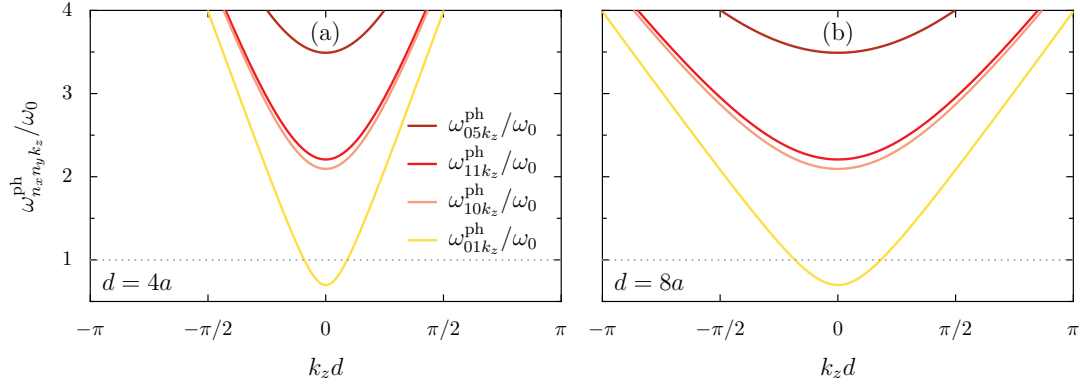 (a)
(b)
4
3
2
1
ω^ph_{n_x n_y k_z}/ω_0
ω^ph_{05k_z}/ω_0
ω^ph_{11k_z}/ω_0
ω^ph_{10k_z}/ω_0
ω^ph_{01k_z}/ω_0
d = 4a
d = 8a
−π −π/2 0 π/2 π
−π −π/2 0 π/2 π
k_z d
k_z d